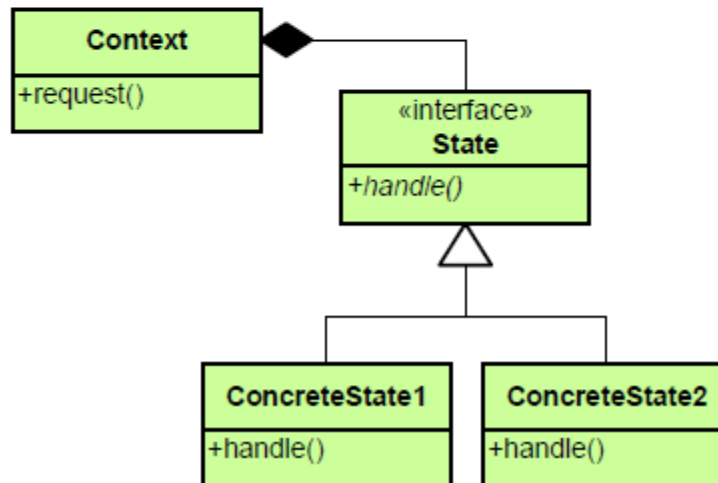 Context
+request()
«interface»
State
+handle()
ConcreteState1
+handle()
ConcreteState2
+handle()